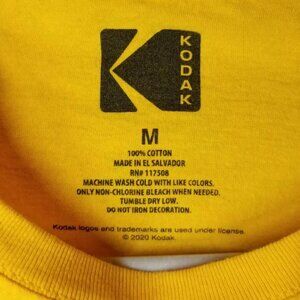 KODAK
M
100% COTTON
MADE IN EL SALVADOR
RN# 117508
MACHINE WASH COLD WITH LIKE COLORS.
ONLY NON-CHLORINE BLEACH WHEN NEEDED.
TUMBLE DRY LOW.
DO NOT IRON DECORATION.
Kodak logos and trademarks are used under license.
© 2020 Kodak.